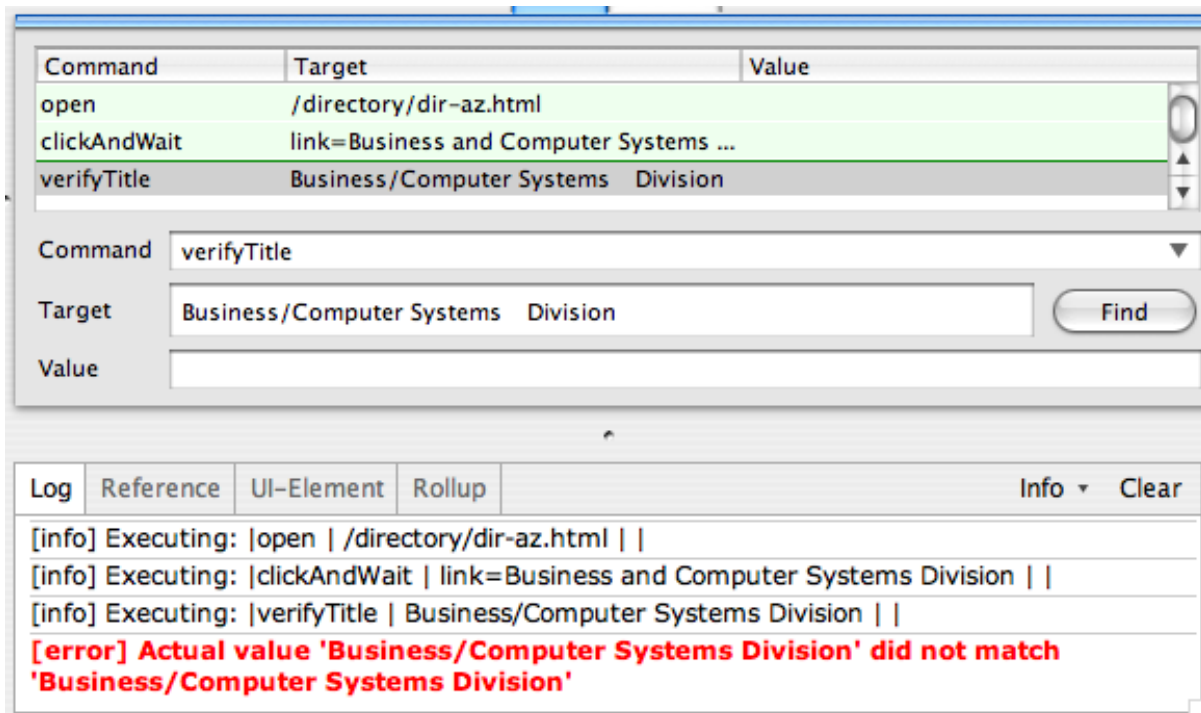 Command Target Value
open /directory/dir-az.html
clickAndWait link=Business and Computer Systems ...
verifyTitle Business/Computer Systems    Division
Command verifyTitle
Target Business/Computer Systems    Division Find
Value
Log Reference UI-Element Rollup Info Clear
[info] Executing: |open | /directory/dir-az.html | |
[info] Executing: |clickAndWait | link=Business and Computer Systems Division | |
[info] Executing: |verifyTitle | Business/Computer Systems Division | |
[error] Actual value 'Business/Computer Systems Division' did not match
'Business/Computer Systems Division'